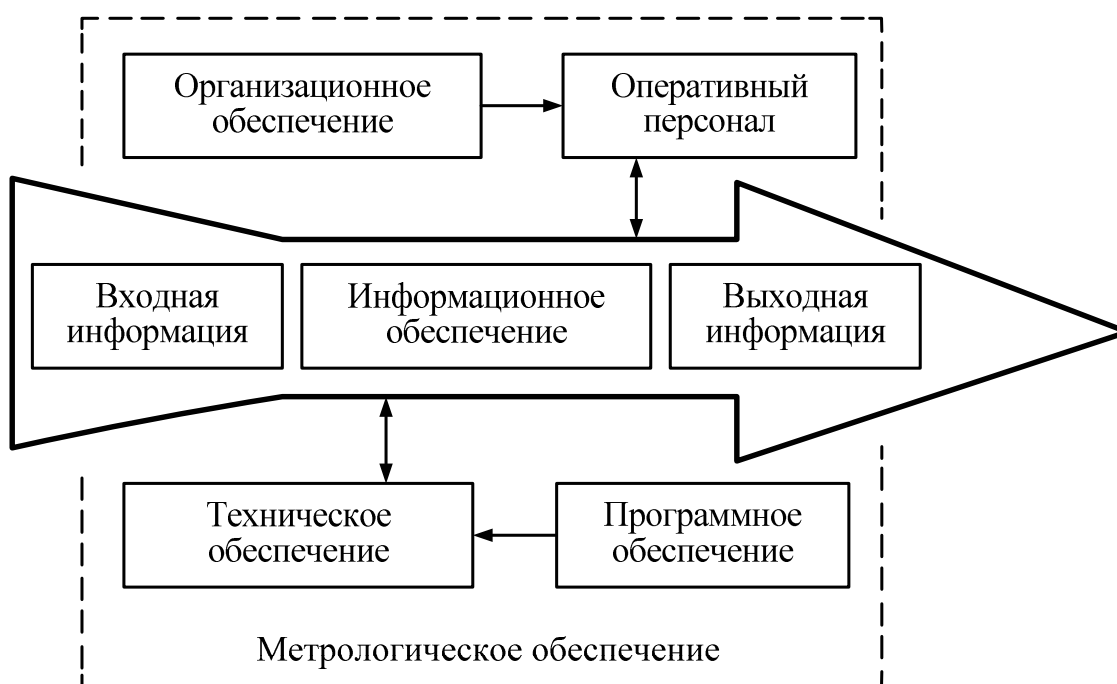 Организационное
обеспечение
Оперативный
персонал
Входная
информация
Информационное
обеспечение
Выходная
информация
Техническое
обеспечение
Программное
обеспечение
Метрологическое обеспечение